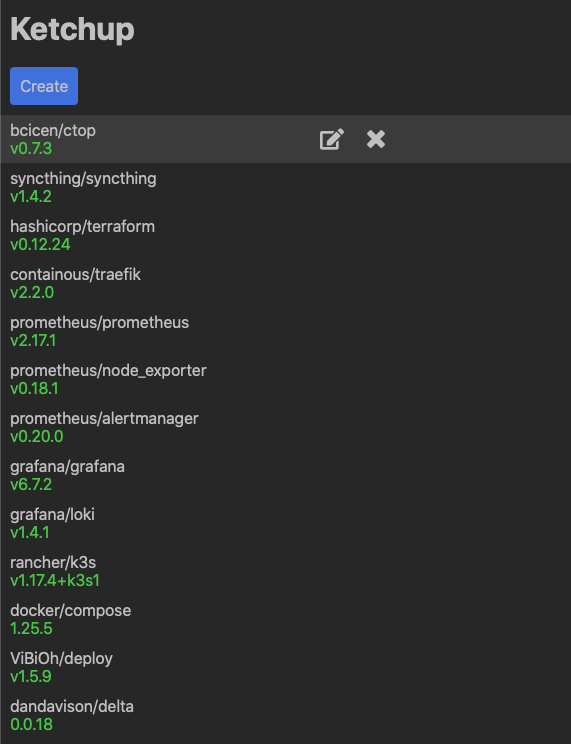 Ketchup
Create
bcicen/ctop
v0.7.3
syncthing/syncthing
v1.4.2
hashicorp/terraform
v0.12.24
containous/traefik
v2.2.0
prometheus/prometheus
v2.17.1
prometheus/node_exporter
v0.18.1
prometheus/alertmanager
v0.20.0
grafana/grafana
v6.7.2
grafana/loki
v1.4.1
rancher/k3s
v1.17.4+k3s1
docker/compose
1.25.5
ViBiOh/deploy
v1.5.9
dandavison/delta
0.0.18